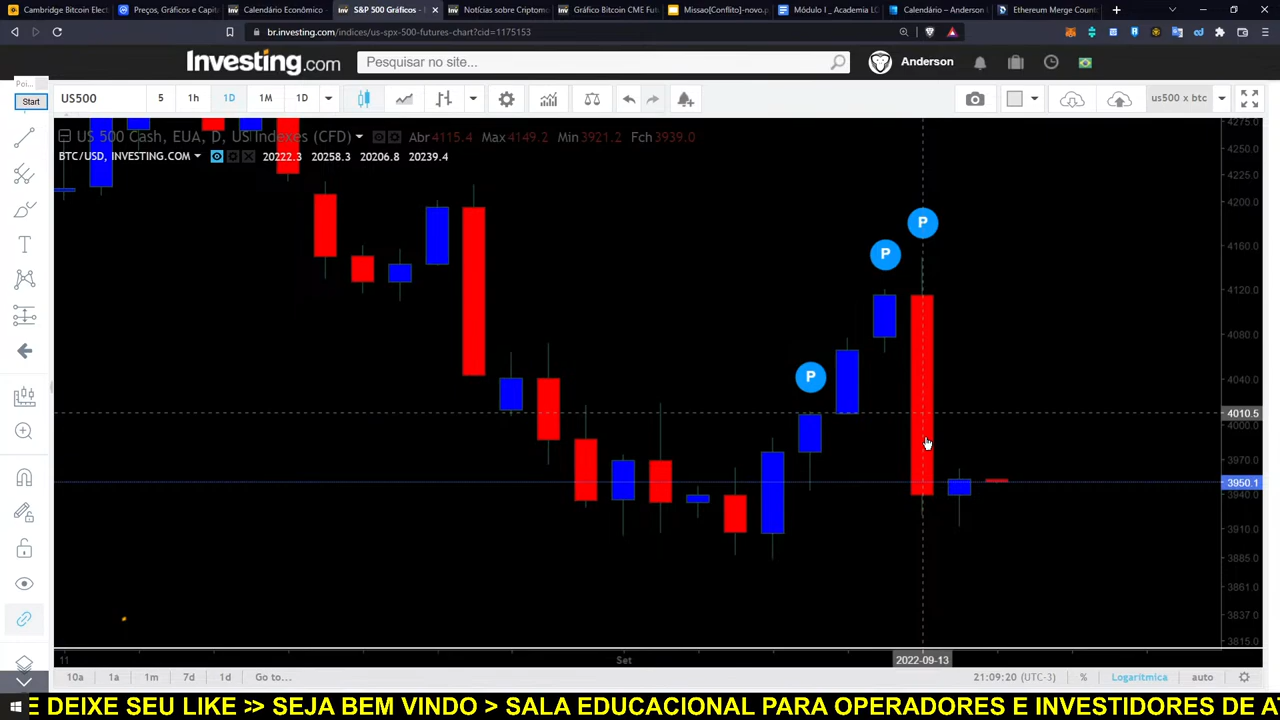 Cambridge Bitcoin Elect
Preços, Gráficos e Capita
Calendário Econômico -
S&P 500 Gráficos – I
Notícias sobre Criptomo
Gráfico Bitcoin CME Futu
Missao[Conflito]-novo.p
Módulo I _ Academia LO
Calendário – Anderson
Ethereum Merge Count
br.investing.com/indices/us-spx-500-futures-chart?cid=1175153
Investing.com
Pesquisar no site...
Anderson
Poi...
Start
US500
5
1h
1D
1M
1D
us500 x btc
US 500 Cash, EUA, D, US Indexes (CFD)
Abr 4115.4 Max 4149.2 Min 3921.2 Fch 3939.0
BTC/USD, INVESTING.COM
20222.3 20258.3 20206.8 20239.4
P
P
P
T
4275.0
4250.0
4225.0
4200.0
4160.0
4120.0
4080.0
4040.0
4010.5
4000.0
3970.0
3950.1
3940.0
3910.0
3885.0
3861.0
3837.0
3815.0
11
Set
2022-09-13
10a
1a
1m
7d
1d
Go to...
21:09:20 (UTC-3)
%
Logarítmica
auto
E DEIXE SEU LIKE >> SEJA BEM VINDO > SALA EDUCACIONAL PARA OPERADORES E INVESTIDORES DE A